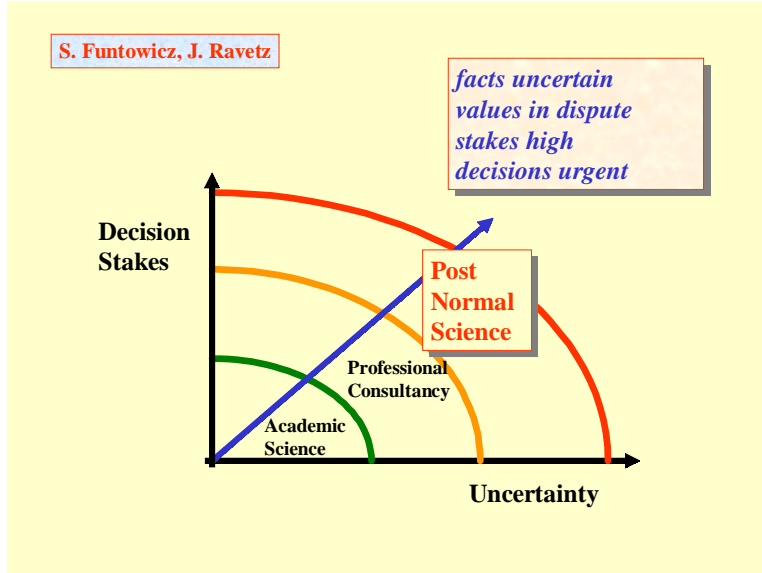 S. Funtowicz, J. Ravetz
facts uncertain
values in dispute
stakes high
decisions urgent
Decision
Stakes
Post
Normal
Science
Professional
Consultancy
Academic
Science
Uncertainty